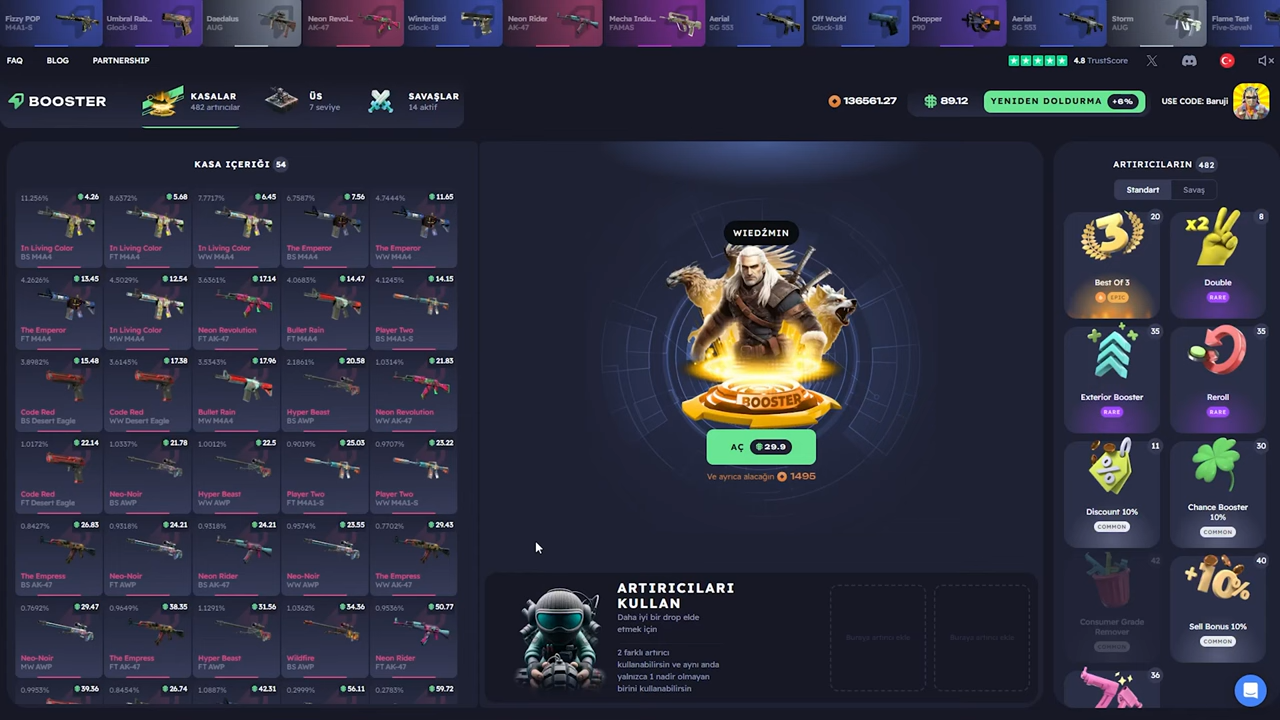 Fizzy POP
M4A1-S
Umbral Rab...
Glock-18
Daedalus
AUG
Neon Revol...
AK-47
Winterized
Glock-18
Neon Rider
AK-47
Mecha Indu...
FAMAS
Aerial
SG 553
Off World
Glock-18
Chopper
P90
Aerial
SG 553
Storm
AUG
Flame Test
Five-SeveN
FAQ
BLOG
PARTNERSHIP
4.8 TrustScore
BOOSTER
KASALAR
482 artırıcılar
ÜS
7 seviye
SAVAŞLAR
14 aktif
136561.27
89.12
YENIDEN DOLDURMA +6%
USE CODE: Baruji
KASA IÇERIĞI 54
11.256% 4.26
In Living Color
BS M4A4
8.6372% 5.68
In Living Color
FT M4A4
7.7717% 6.45
In Living Color
WW M4A4
6.7587% 7.56
The Emperor
BS M4A4
4.7444% 11.65
The Emperor
WW M4A4
4.2626% 13.45
The Emperor
FT M4A4
4.5029% 12.54
In Living Color
MW M4A4
3.6361% 17.14
Neon Revolution
FT AK-47
4.0683% 14.47
Bullet Rain
FT M4A4
4.1245% 14.15
Player Two
BS M4A1-S
3.8982% 15.48
Code Red
BS Desert Eagle
3.6145% 17.38
Code Red
WW Desert Eagle
3.5343% 17.96
Bullet Rain
MW M4A4
2.1861% 20.58
Hyper Beast
BS AWP
1.0314% 21.83
Neon Revolution
WW AK-47
1.0172% 22.14
Code Red
FT Desert Eagle
1.0337% 21.78
Neo-Noir
BS AWP
1.0012% 22.5
Hyper Beast
WW AWP
0.9019% 25.03
Player Two
FT M4A1-S
0.9707% 23.22
Player Two
WW M4A1-S
0.8427% 26.83
The Empress
BS AK-47
0.9318% 24.21
Neo-Noir
FT AWP
0.9318% 24.21
Neon Rider
BS AK-47
0.9574% 23.55
Neo-Noir
WW AWP
0.7702% 29.43
The Empress
WW AK-47
0.7692% 29.47
Neo-Noir
MW AWP
0.9649% 38.35
The Empress
FT AK-47
1.1291% 31.56
Hyper Beast
FT AWP
1.0362% 34.36
Wildfire
BS AWP
0.9536% 50.77
Neon Rider
FT AK-47
0.9953% 39.36
0.8454% 26.74
1.0887% 42.31
0.2999% 56.11
0.2783% 59.72
WIEDŹMIN
BOOSTER
AÇ 29.9
Ve ayrıca alacağın 1495
ARTIRICILARI
KULLAN
Daha iyi bir drop elde
etmek için
2 farklı artırıcı
kullanabilirsin ve aynı anda
yalnızca 1 nadir olmayan
birini kullanabilirsin
Buraya artırıcı ekle
Buraya artırıcı ekle
ARTIRICILARIN 482
Standart
Savaş
20
3
Best Of 3
EPIC
8
x2
Double
RARE
35
Exterior Booster
RARE
35
Reroll
RARE
11
%
Discount 10%
COMMON
30
Chance Booster
10%
COMMON
42
Consumer Grade
Remover
COMMON
40
+10%
Sell Bonus 10%
COMMON
36